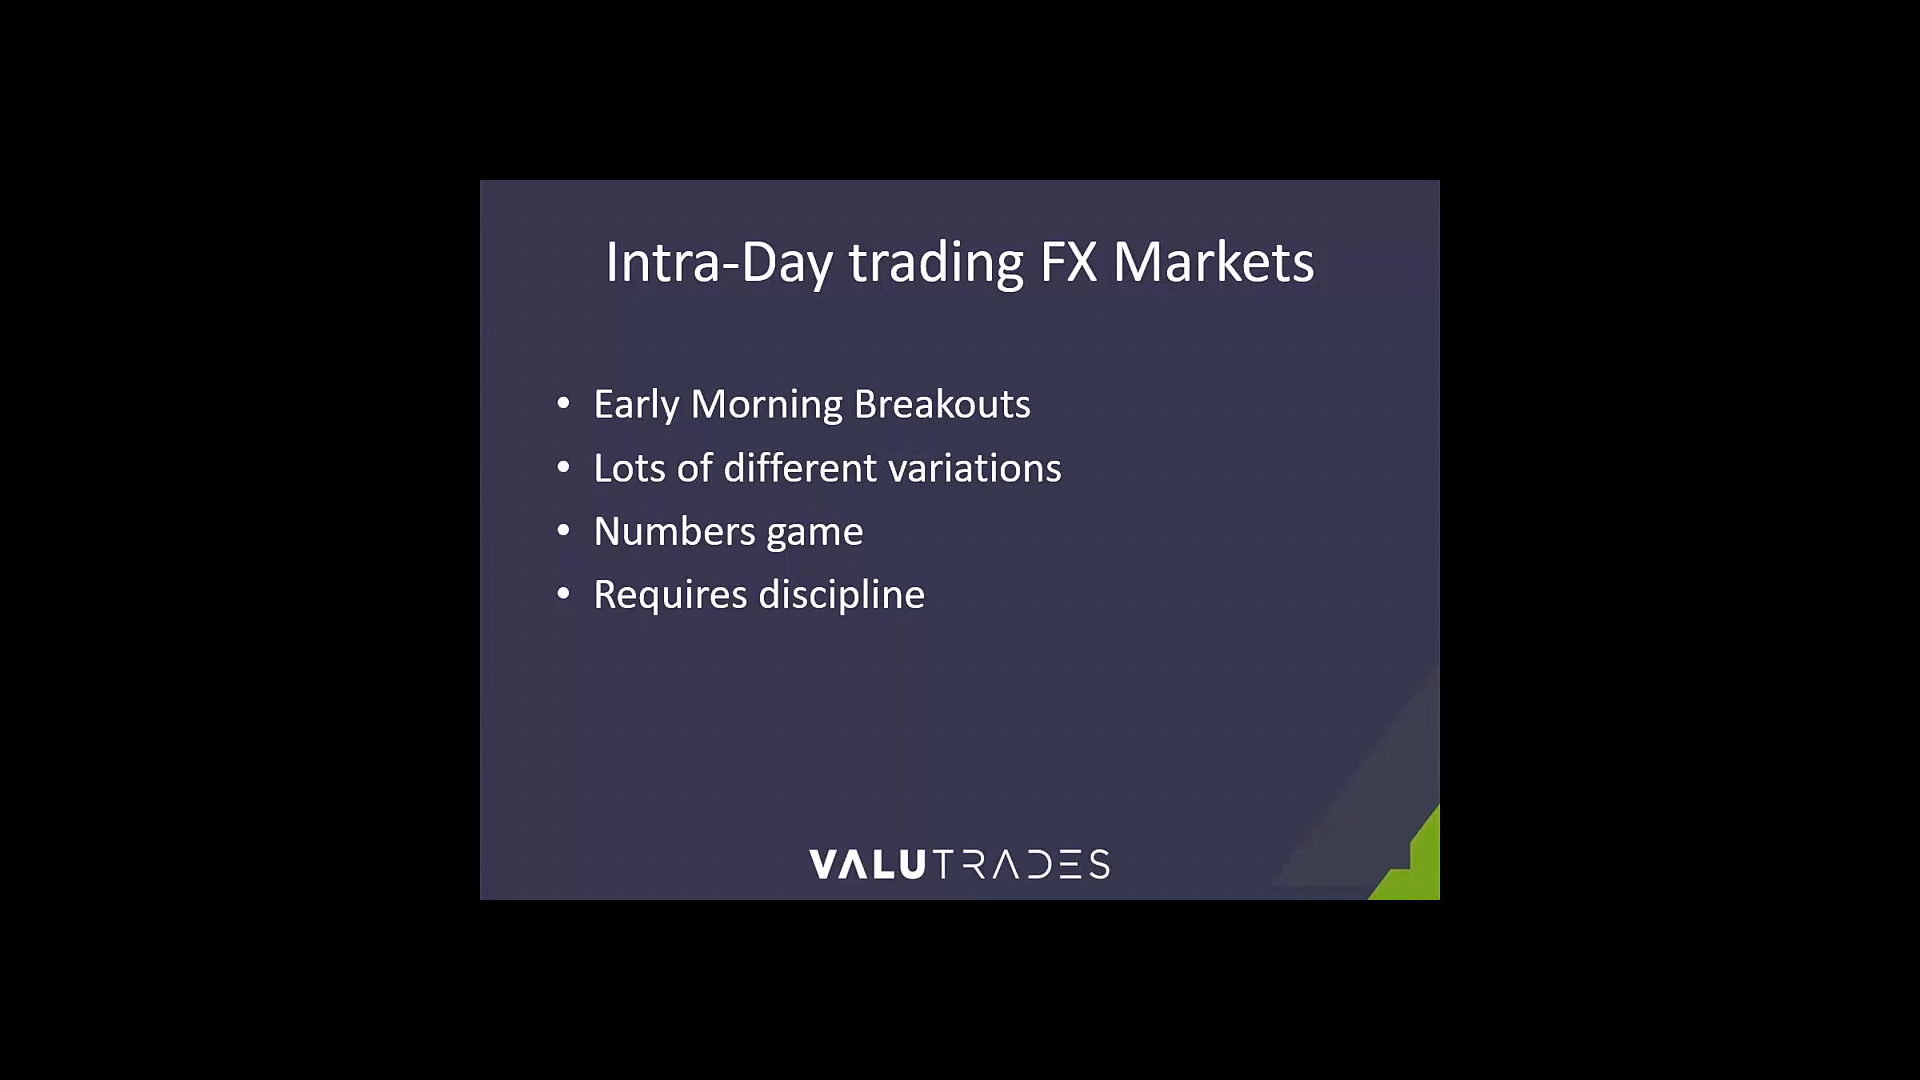 Intra-Day trading FX Markets
• Early Morning Breakouts
• Lots of different variations
• Numbers game
• Requires discipline
VALUTRADES